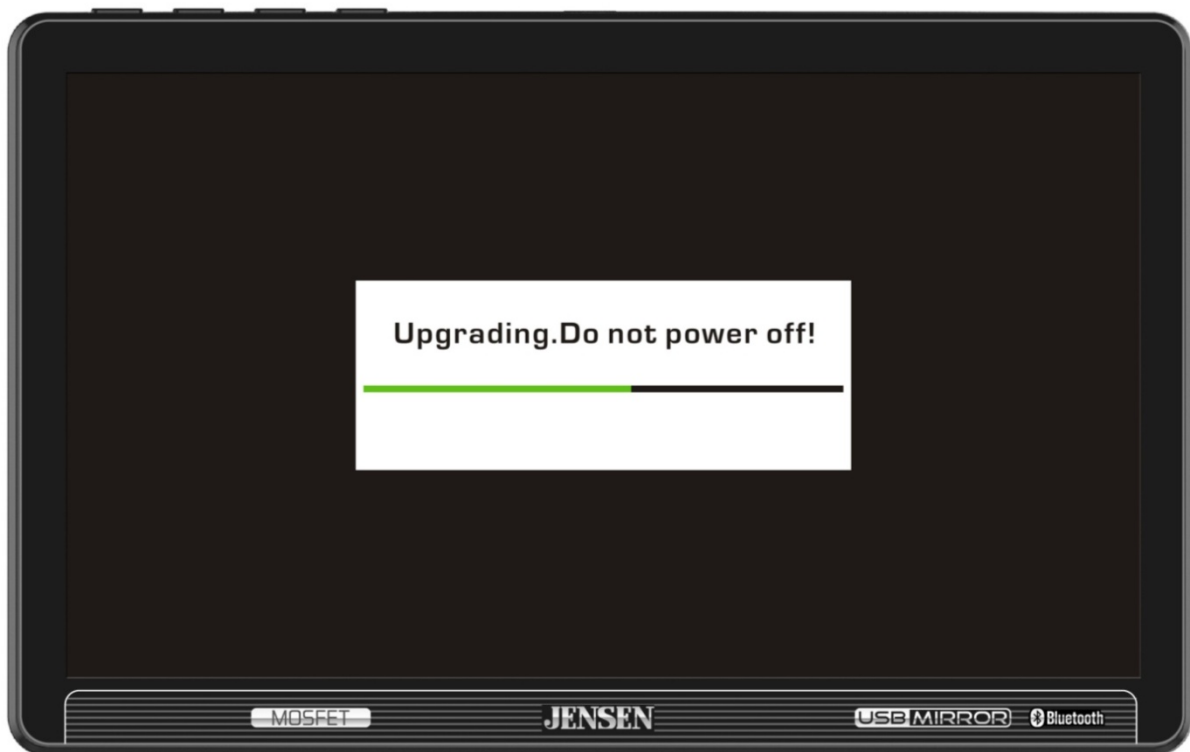 Upgrading.Do not power off!
MOSFET
JENSEN
USB MIRROR
Bluetooth